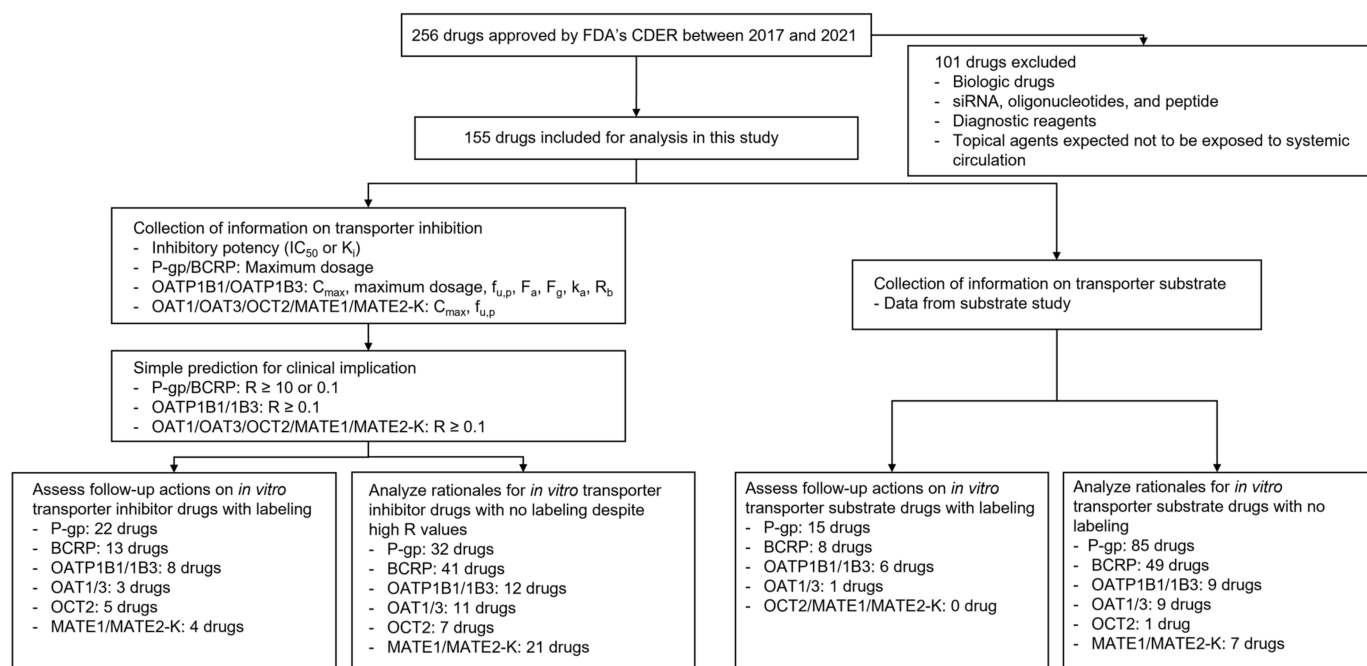 256 drugs approved by FDA's CDER between 2017 and 2021
101 drugs excluded
- Biologic drugs
- siRNA, oligonucleotides, and peptide
- Diagnostic reagents
- Topical agents expected not to be exposed to systemic
circulation
155 drugs included for analysis in this study
Collection of information on transporter inhibition
- Inhibitory potency (IC50 or Ki)
- P-gp/BCRP: Maximum dosage
- OATP1B1/OATP1B3: Cmax, maximum dosage, fu,p, Fa, Fg, ka, Rb
- OAT1/OAT3/OCT2/MATE1/MATE2-K: Cmax, fu,p
Collection of information on transporter substrate
- Data from substrate study
Simple prediction for clinical implication
- P-gp/BCRP: R ≥ 10 or 0.1
- OATP1B1/1B3: R ≥ 0.1
- OAT1/OAT3/OCT2/MATE1/MATE2-K: R ≥ 0.1
Assess follow-up actions on in vitro
transporter inhibitor drugs with labeling
- P-gp: 22 drugs
- BCRP: 13 drugs
- OATP1B1/1B3: 8 drugs
- OAT1/3: 3 drugs
- OCT2: 5 drugs
- MATE1/MATE2-K: 4 drugs
Analyze rationales for in vitro transporter
inhibitor drugs with no labeling despite
high R values
- P-gp: 32 drugs
- BCRP: 41 drugs
- OATP1B1/1B3: 12 drugs
- OAT1/3: 11 drugs
- OCT2: 7 drugs
- MATE1/MATE2-K: 21 drugs
Assess follow-up actions on in vitro
transporter substrate drugs with labeling
- P-gp: 15 drugs
- BCRP: 8 drugs
- OATP1B1/1B3: 6 drugs
- OAT1/3: 1 drugs
- OCT2/MATE1/MATE2-K: 0 drug
Analyze rationales for in vitro
transporter substrate drugs with no
labeling
- P-gp: 85 drugs
- BCRP: 49 drugs
- OATP1B1/1B3: 9 drugs
- OAT1/3: 9 drugs
- OCT2: 1 drug
- MATE1/MATE2-K: 7 drugs